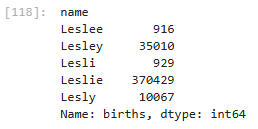 [118]: name
Leslee 916
Lesley 35010
Lesli 929
Leslie 370429
Lesly 10067
Name: births, dtype: int64